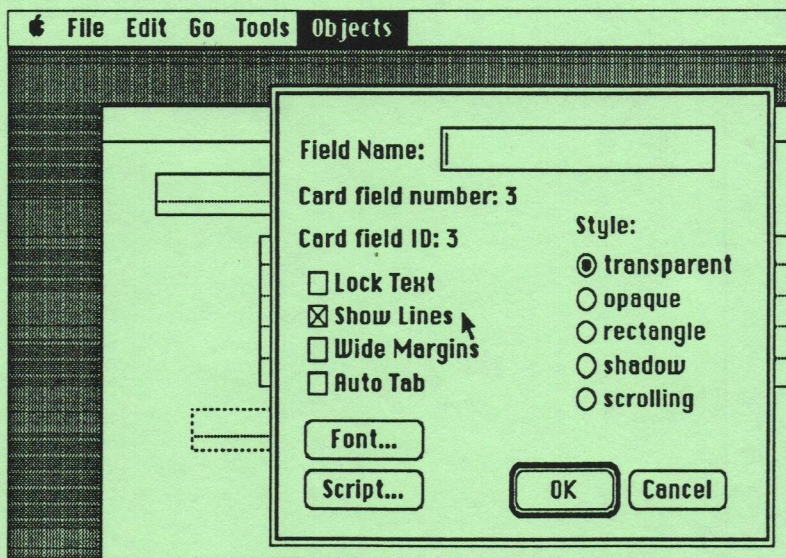 File Edit Go Tools Objects
Field Name:
Card field number: 3
Card field ID: 3
Lock Text
Show Lines
Wide Margins
Auto Tab
Style:
transparent
opaque
rectangle
shadow
scrolling
Font...
Script...
OK
Cancel